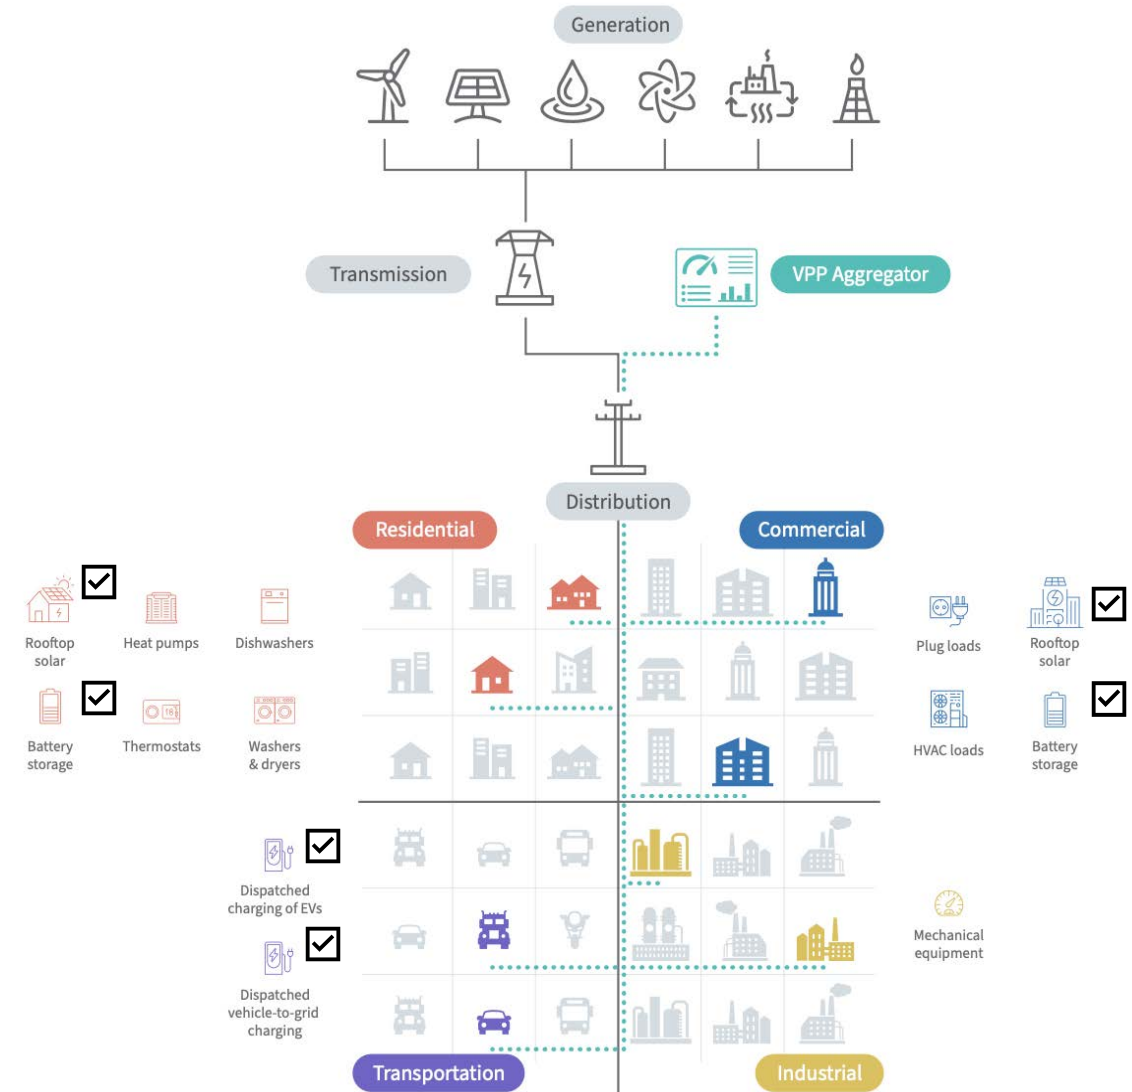 Generation
Transmission
VPP Aggregator
Distribution
Residential
Commercial
Rooftop
solar
Heat pumps
Dishwashers
Battery
storage
Thermostats
Washers
& dryers
Plug loads
Rooftop
solar
HVAC loads
Battery
storage
Dispatched
charging of EVs
Dispatched
vehicle-to-grid
charging
Mechanical
equipment
Transportation
Industrial